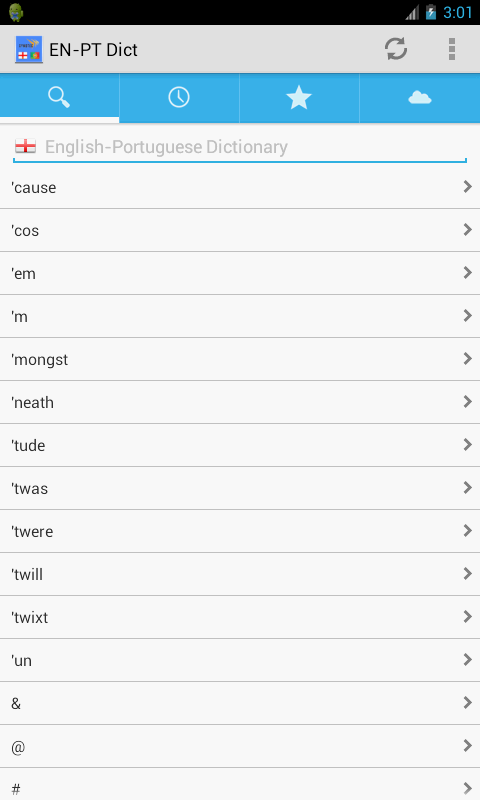 3:01
EN-PT Dict
English-Portuguese Dictionary
'cause
'cos
'em
'm
'mongst
'neath
'tude
'twas
'twere
'twill
'twixt
'un
&
@
#